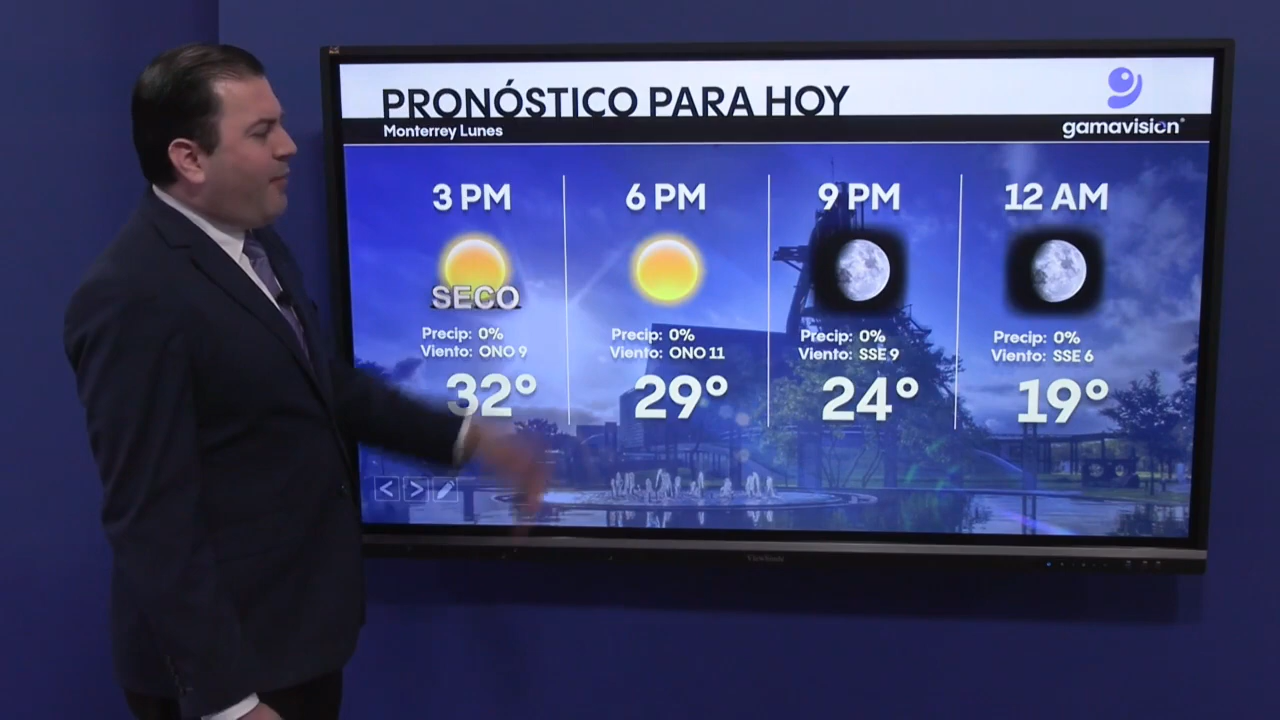 PRONÓSTICO PARA HOY
Monterrey Lunes
gamavision
3 PM
6 PM
9 PM
12 AM
SECO
Precip: 0%
Viento: ONO 9
32°
Precip: 0%
Viento: ONO 11
29°
Precip: 0%
Viento: SSE 9
24°
Precip: 0%
Viento: SSE 6
19°
ViewSonic